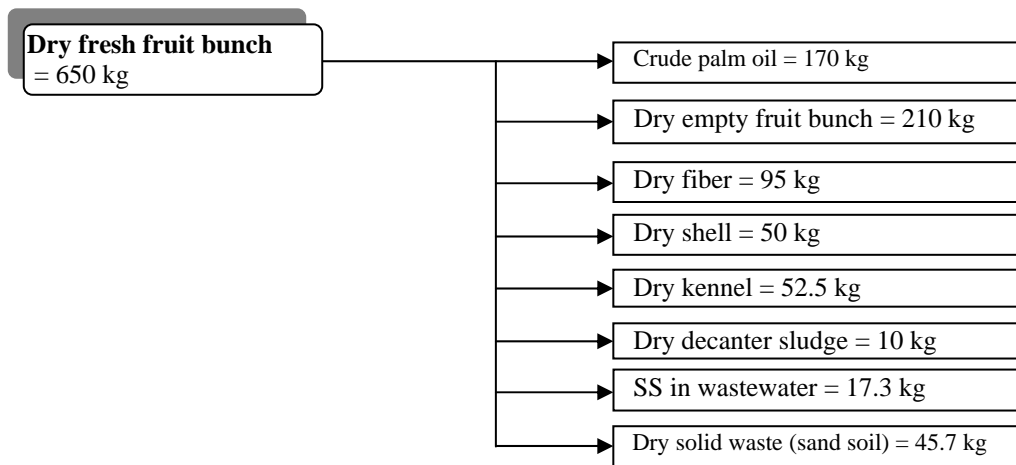 Dry fresh fruit bunch
= 650 kg
Crude palm oil = 170 kg
Dry empty fruit bunch = 210 kg
Dry fiber = 95 kg
Dry shell = 50 kg
Dry kennel = 52.5 kg
Dry decanter sludge = 10 kg
SS in wastewater = 17.3 kg
Dry solid waste (sand soil) = 45.7 kg